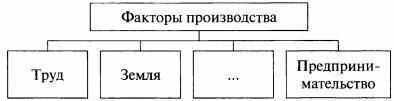 Факторы производства
Труд
Земля
...
Предприни-
мательство